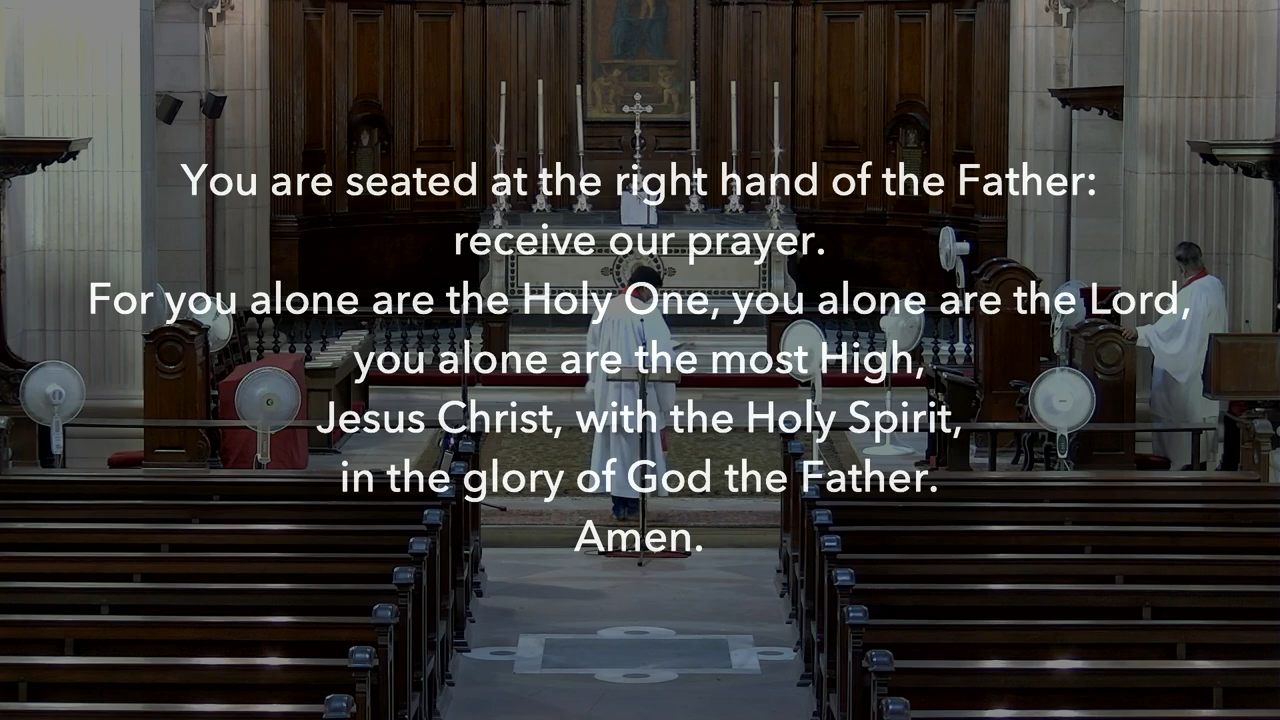 You are seated at the right hand of the Father:
receive our prayer.
For you alone are the Holy One, you alone are the Lord,
you alone are the most High,
Jesus Christ, with the Holy Spirit,
in the glory of God the Father.
Amen.